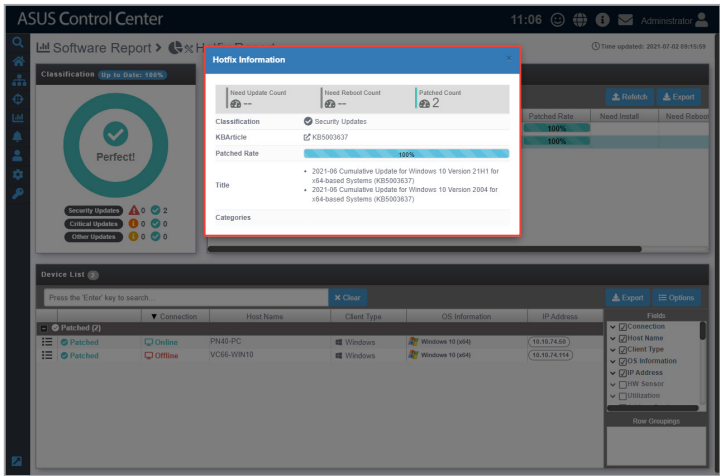 ASUS Control Center
11:06
Administrator
Software Report >
Time updated: 2021-07-02 09:15:59
Classification Up to Date: 100%
Perfect!
Security Updates 0 2
Critical Updates 0 0
Other Updates 0 0
Refetch
Export
Patched Rate Need Install Need Reboot
100%
100%
Hotfix Information ×
Need Update Count
--
Need Reboot Count
--
Patched Count
2
Classification Security Updates
KBArticle KB5003637
Patched Rate 100%
Title
• 2021-06 Cumulative Update for Windows 10 Version 21H1 for
x64-based Systems (KB5003637)
• 2021-06 Cumulative Update for Windows 10 Version 2004 for
x64-based Systems (KB5003637)
Categories
Device List 2
Press the 'Enter' key to search...
Clear
Export
Options
Connection Host Name Client Type OS Information IP Address
Patched (2)
Patched Online PN40-PC Windows Windows 10 (x64)
Patched Offline VC66-WIN10 Windows Windows 10 (x64) 10.10.74.114
Fields
Connection
Host Name
Client Type
OS Information
IP Address
HW Sensor
Utilization
Row Groupings